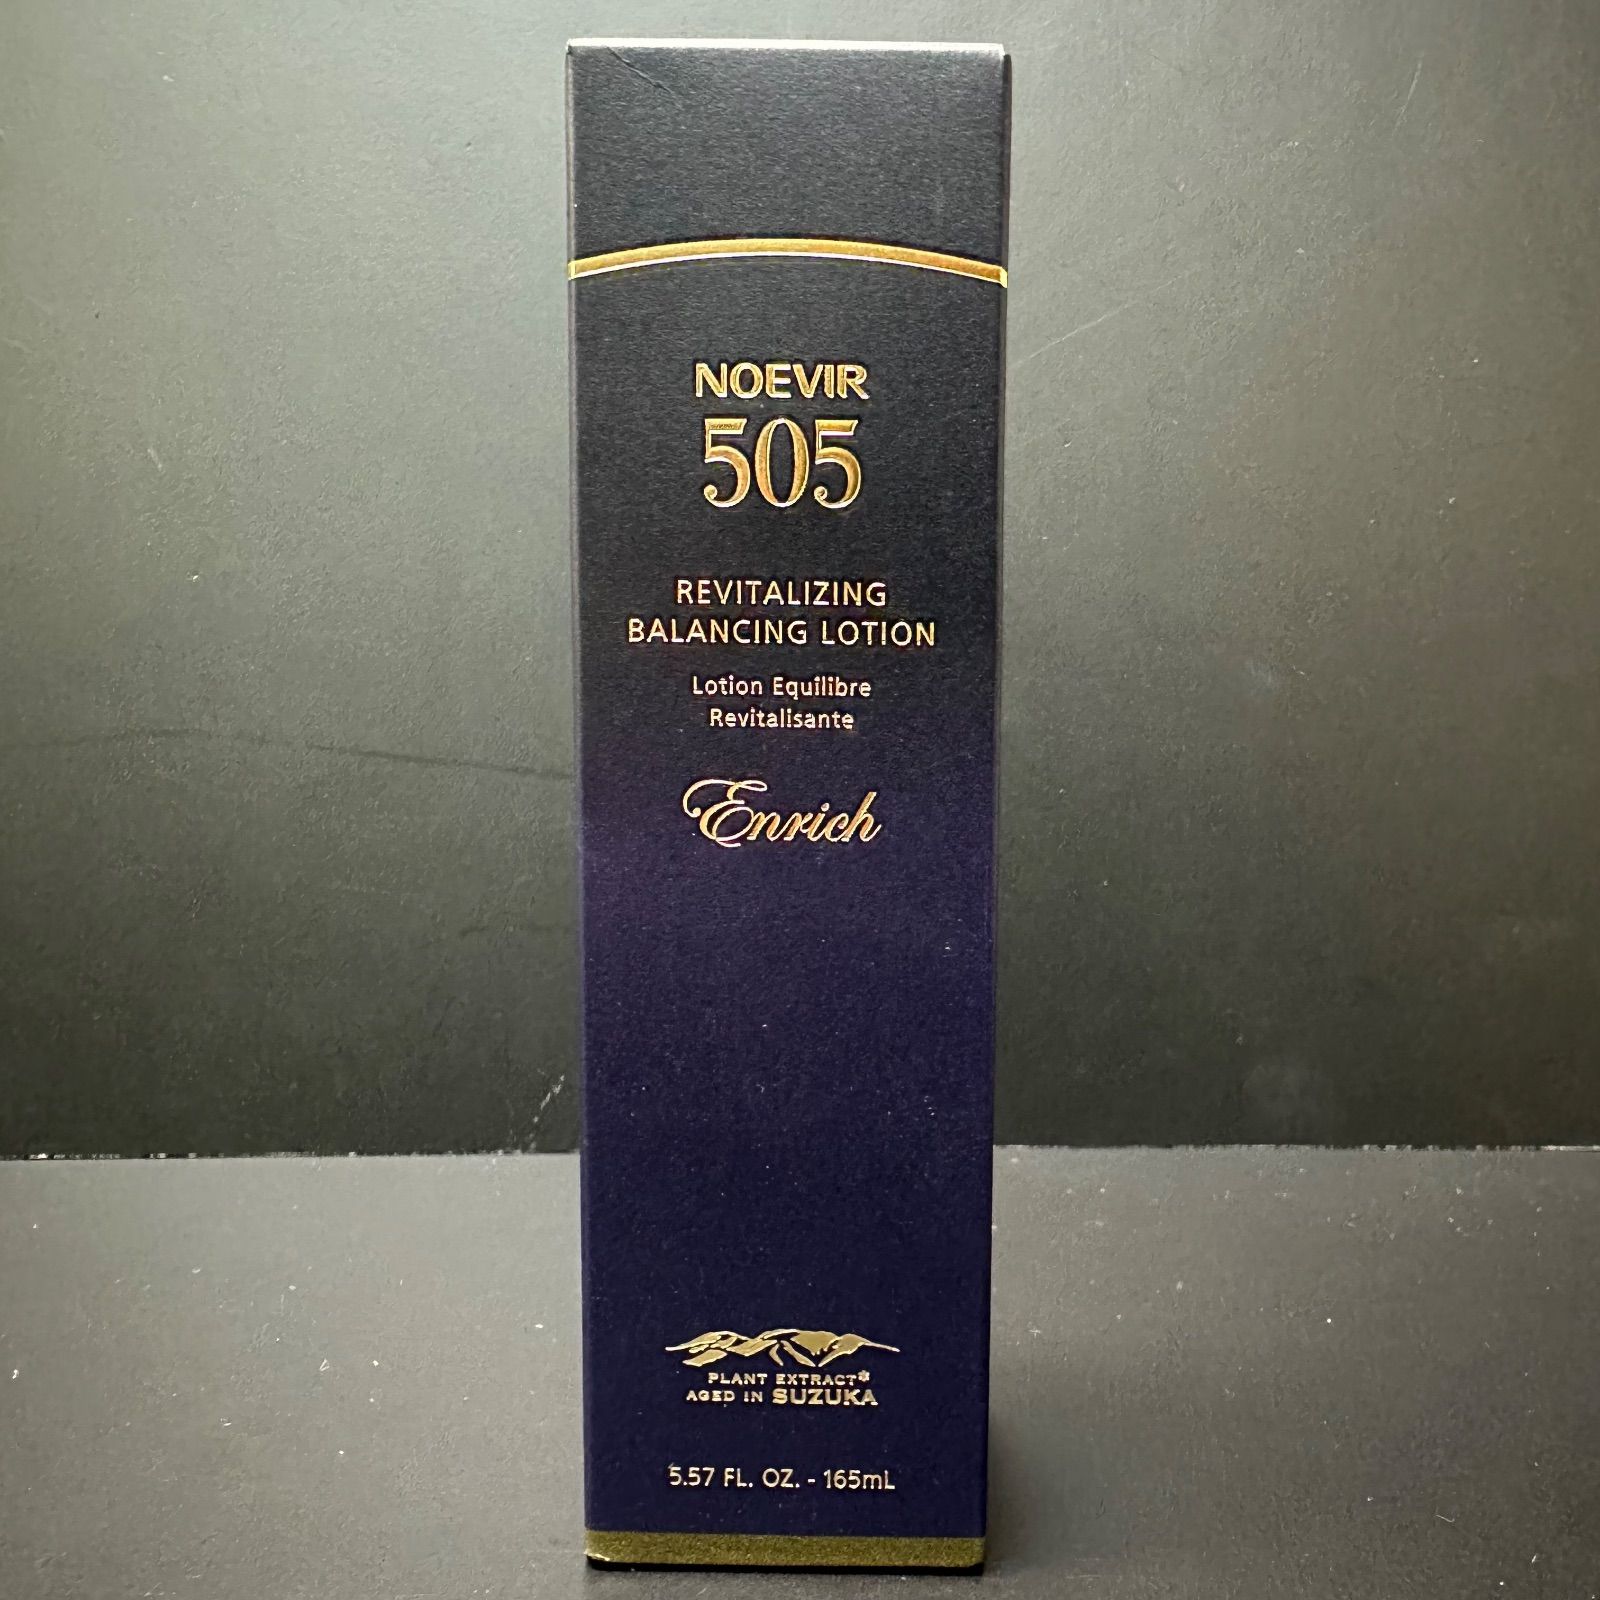 NOEVIR
505
REVITALIZING
BALANCING LOTION
Lotion Equilibre
Revitalisante
Enrich
PLANT EXTRACT*
AGED IN SUZUKA
5.57 FL. OZ. - 165mL